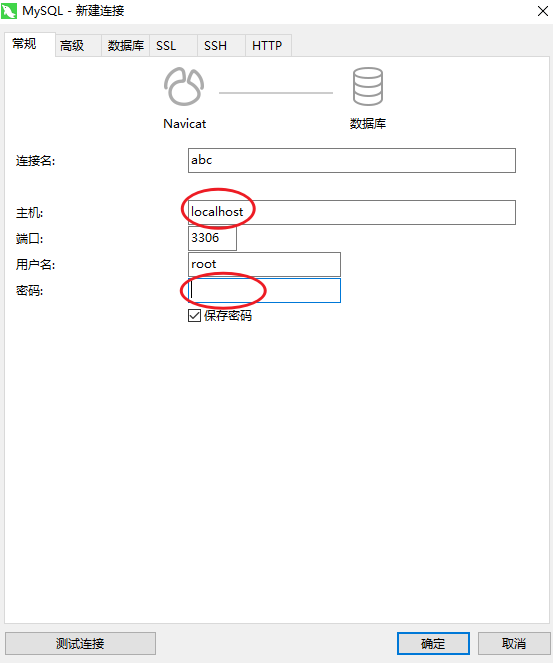 MySQL - 新建连接
常规 高级 数据库 SSL SSH HTTP
Navicat 数据库
连接名: abc
主机: localhost
端口: 3306
用户名: root
密码:
保存密码
测试连接 确定 取消